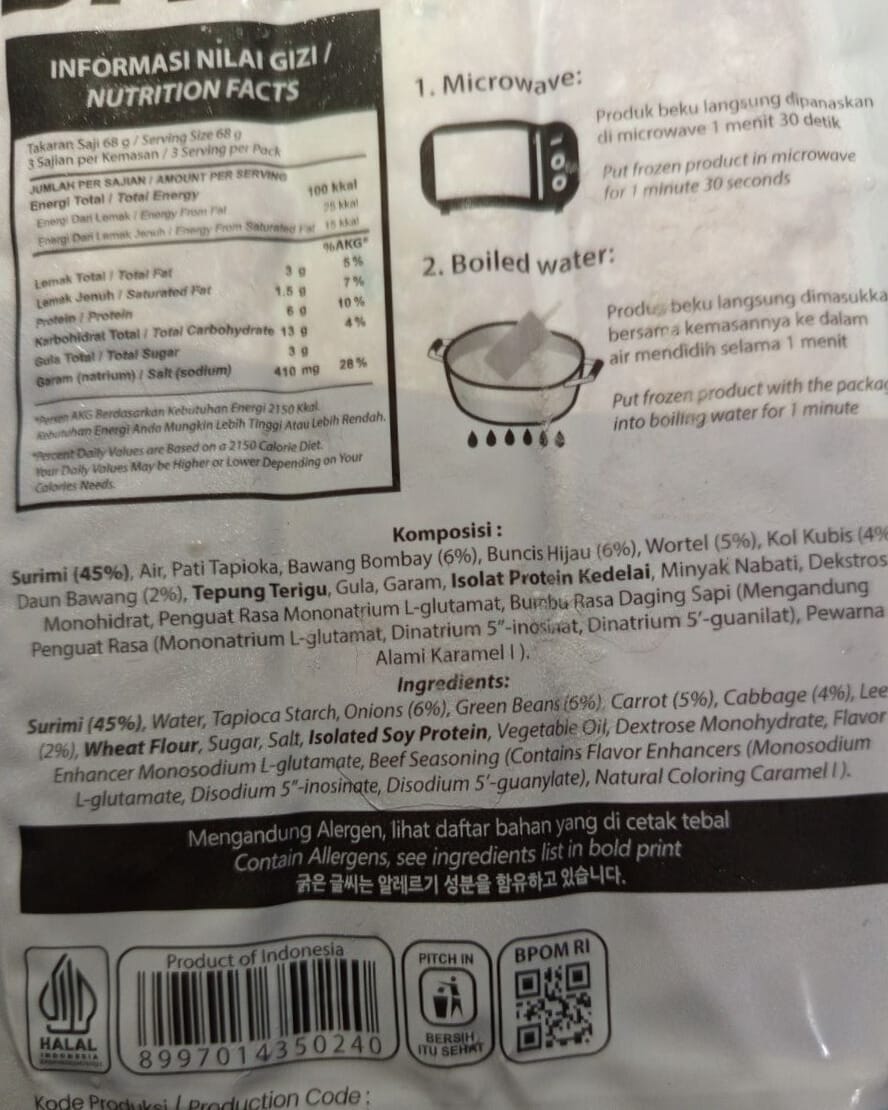 INFORMASI NILAI GIZI /
NUTRITION FACTS
Takaran Saji 68 g / Serving Size 68 g
3 Sajian per Kemasan / 3 Serving per Pack
JUMLAH PER SAJIAN / AMOUNT PER SERVING
Energi Total / Total Energy 100 kkal
Energi Dari Lemak / Energy From Fat 25 kkal
Energi Dari Lemak Jenuh / Energy From Saturated Fat 15 kkal
%AKG*
Lemak Total / Total Fat 3 g 5%
Lemak Jenuh / Saturated Fat 1.5 g 7%
Protein / Protein 6 g 10%
Karbohidrat Total / Total Carbohydrate 13 g 4%
Gula Total / Total Sugar 3 g
Garam (natrium) / Salt (sodium) 410 mg 28%
*Persen AKG Berdasarkan Kebutuhan Energi 2150 Kkal.
Kebutuhan Energi Anda Mungkin Lebih Tinggi Atau Lebih Rendah.
*Percent Daily Values are Based on a 2150 Calorie Diet.
Your Daily Values May be Higher or Lower Depending on Your
Calories Needs.
1. Microwave:
Produk beku langsung dipanaskan
di microwave 1 menit 30 detik
Put frozen product in microwave
for 1 minute 30 seconds
2. Boiled water:
Produk beku langsung dimasukka
bersama kemasannya ke dalam
air mendidih selama 1 menit
Put frozen product with the packag
into boiling water for 1 minute
Komposisi :
Surimi (45%), Air, Pati Tapioka, Bawang Bombay (6%), Buncis Hijau (6%), Wortel (5%), Kol Kubis (4%
Daun Bawang (2%), Tepung Terigu, Gula, Garam, Isolat Protein Kedelai, Minyak Nabati, Dekstros
Monohidrat, Penguat Rasa Mononatrium L-glutamat, Bumbu Rasa Daging Sapi (Mengandung
Penguat Rasa (Mononatrium L-glutamat, Dinatrium 5"-inosinat, Dinatrium 5'-guanilat), Pewarna
Alami Karamel I ).
Ingredients:
Surimi (45%), Water, Tapioca Starch, Onions (6%), Green Beans (6%), Carrot (5%), Cabbage (4%), Lee
(2%), Wheat Flour, Sugar, Salt, Isolated Soy Protein, Vegetable Oil, Dextrose Monohydrate, Flavor
Enhancer Monosodium L-glutamate, Beef Seasoning (Contains Flavor Enhancers (Monosodium
L-glutamate, Disodium 5"-inosinate, Disodium 5'-guanylate), Natural Coloring Caramel I ).
Mengandung Alergen, lihat daftar bahan yang di cetak tebal
Contain Allergens, see ingredients list in bold print
굵은 글씨는 알레르기 성분을 함유하고 있습니다.
HALAL
INDONESIA
Product of Indonesia
8997014350240
PITCH IN
BERSIH
ITU SEHAT
BPOM RI
Kode Produksi / Production Code :